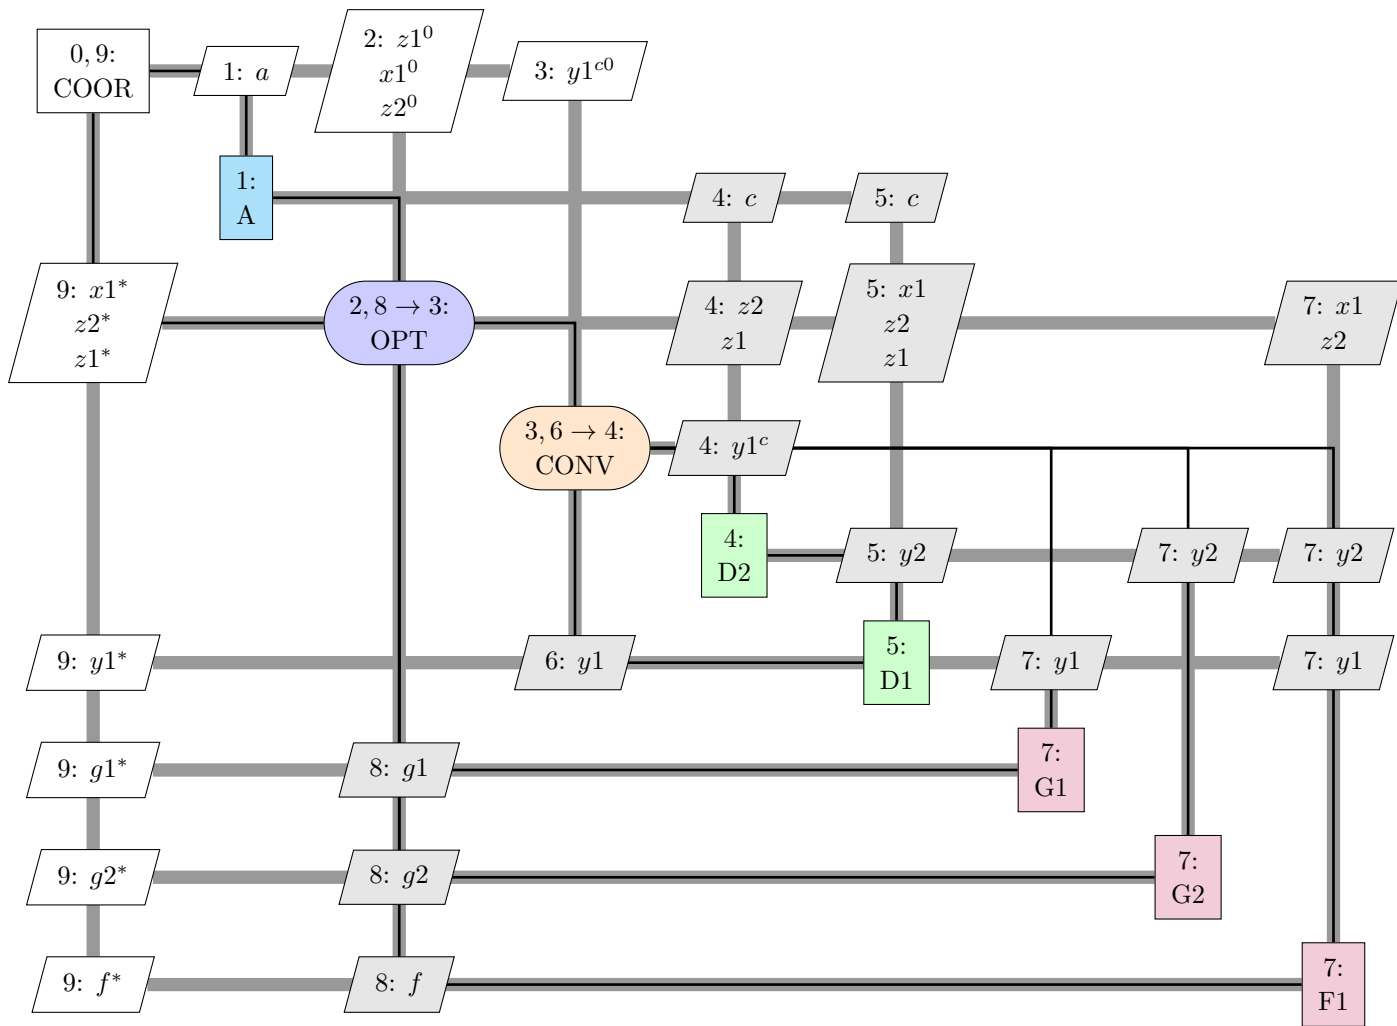 0, 9:
COOR
1: a
2: z1⁰
x1⁰
z2⁰
3: y1ᶜ⁰
1:
A
4: c
5: c
9: x1*
z2*
z1*
2, 8 → 3:
OPT
4: z2
z1
5: x1
z2
z1
7: x1
z2
3, 6 → 4:
CONV
4: y1ᶜ
4:
D2
5: y2
7: y2
7: y2
9: y1*
6: y1
5:
D1
7: y1
7: y1
9: g1*
8: g1
7:
G1
9: g2*
8: g2
7:
G2
9: f*
8: f
7:
F1